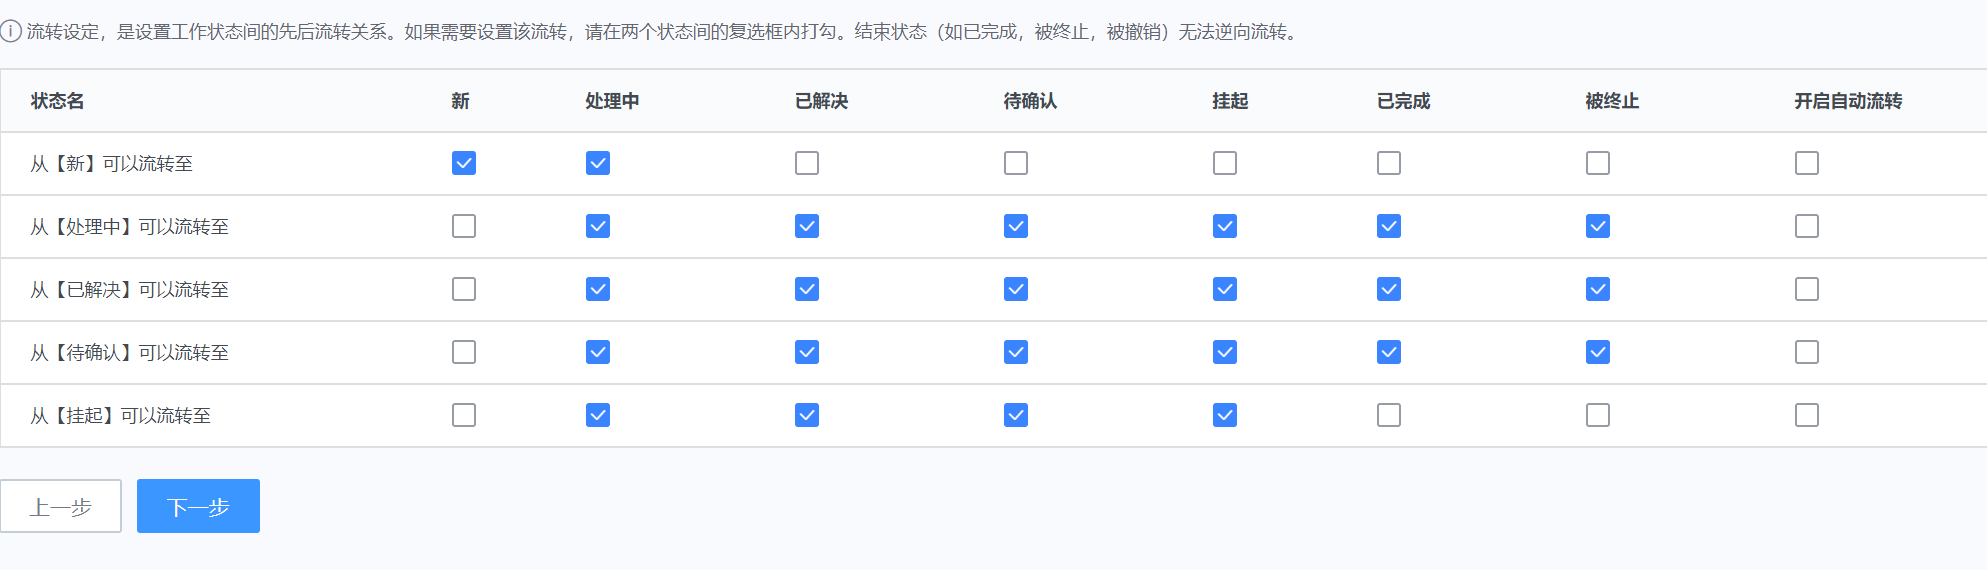 流转设定，是设置工作状态间的先后流转关系。如果需要设置该流转，请在两个状态间的复选框内打勾。结束状态（如已完成，被终止，被撤销）无法逆向流转。
状态名 新 处理中 已解决 待确认 挂起 已完成 被终止 开启自动流转
从【新】可以流转至
从【处理中】可以流转至
从【已解决】可以流转至
从【待确认】可以流转至
从【挂起】可以流转至
上一步 下一步